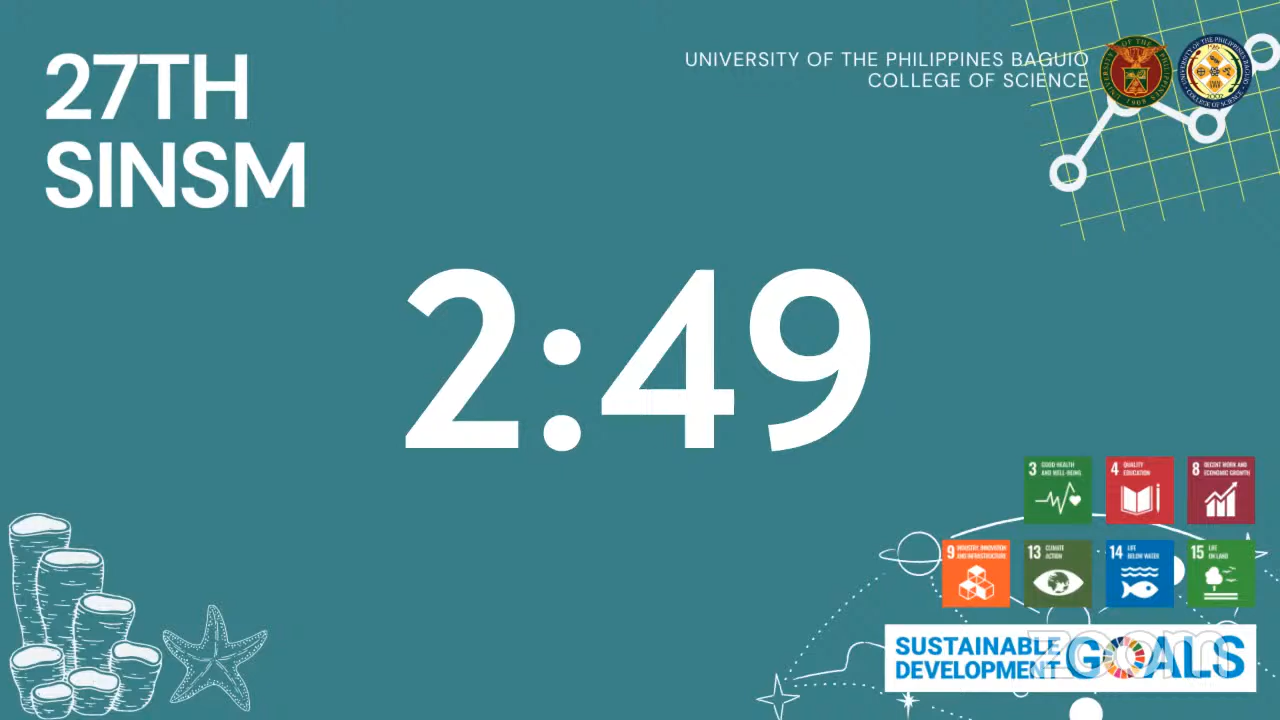 27TH
SINSM
UNIVERSITY OF THE PHILIPPINES BAGUIO
COLLEGE OF SCIENCE
2:49
3 GOOD HEALTH
AND WELL-BEING
4 QUALITY
EDUCATION
8 DECENT WORK AND
ECONOMIC GROWTH
9 INDUSTRY, INNOVATION
AND INFRASTRUCTURE
13 CLIMATE
ACTION
14 LIFE
BELOW WATER
15 LIFE
ON LAND
SUSTAINABLE
DEVELOPMENT
GOALS
zoom